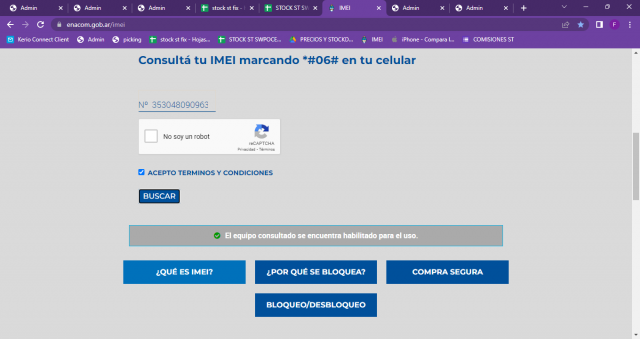 Admin
Admin
Admin
stock st fix - H
STOCK ST SW
IMEI
Admin
Admin
enacom.gob.ar/imei
Kerio Connect Client
Admin
picking
stock st fix - Hojas...
STOCK ST SWPOCE...
PRECIOS Y STOCKD...
IMEI
iPhone - Compara l...
COMISIONES ST
Consultá tu IMEI marcando *#06# en tu celular
Nº 353048090963
No soy un robot
reCAPTCHA
Privacidad - Términos
ACEPTO TERMINOS Y CONDICIONES
BUSCAR
El equipo consultado se encuentra habilitado para el uso.
¿QUÉ ES IMEI?
¿POR QUÉ SE BLOQUEA?
COMPRA SEGURA
BLOQUEO/DESBLOQUEO